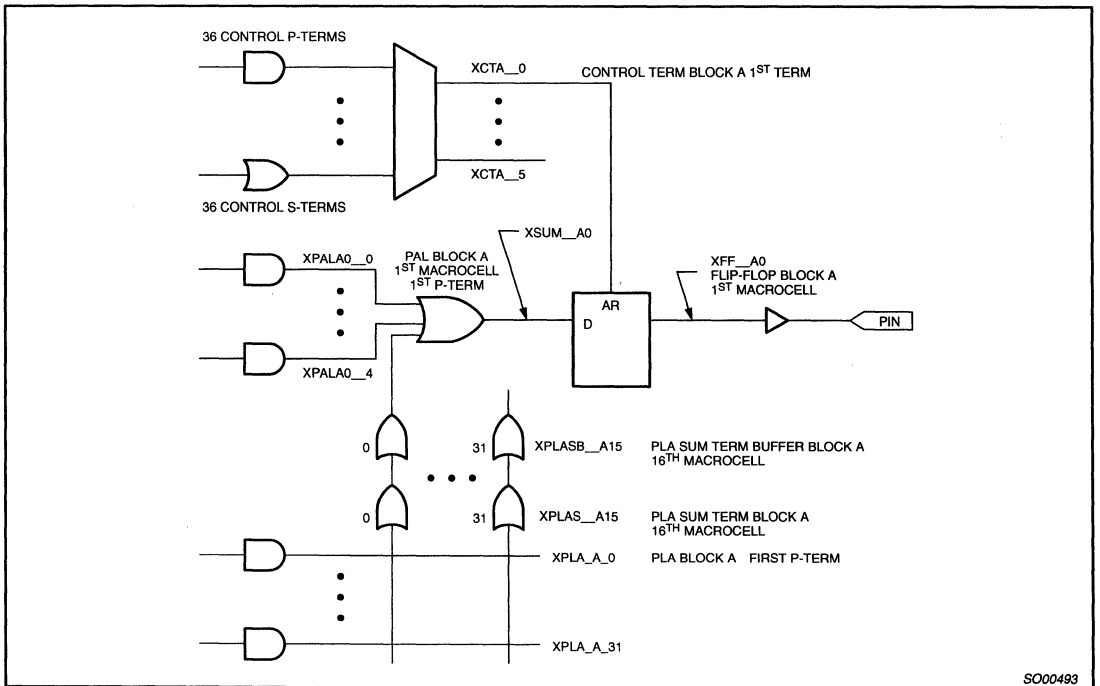 36 CONTROL P-TERMS
XCTA__0
CONTROL TERM BLOCK A 1ST TERM
XCTA__5
36 CONTROL S-TERMS
XSUM__A0
XPALA0__0
PAL BLOCK A
1ST MACROCELL
1ST P-TERM
XFF__A0
FLIP-FLOP BLOCK A
1ST MACROCELL
AR
D
PIN
XPALA0__4
0
31
XPLASB__A15
PLA SUM TERM BUFFER BLOCK A
16TH MACROCELL
0
31
XPLAS__A15
PLA SUM TERM BLOCK A
16TH MACROCELL
XPLA_A_0
PLA BLOCK A FIRST P-TERM
XPLA_A_31
SO00493